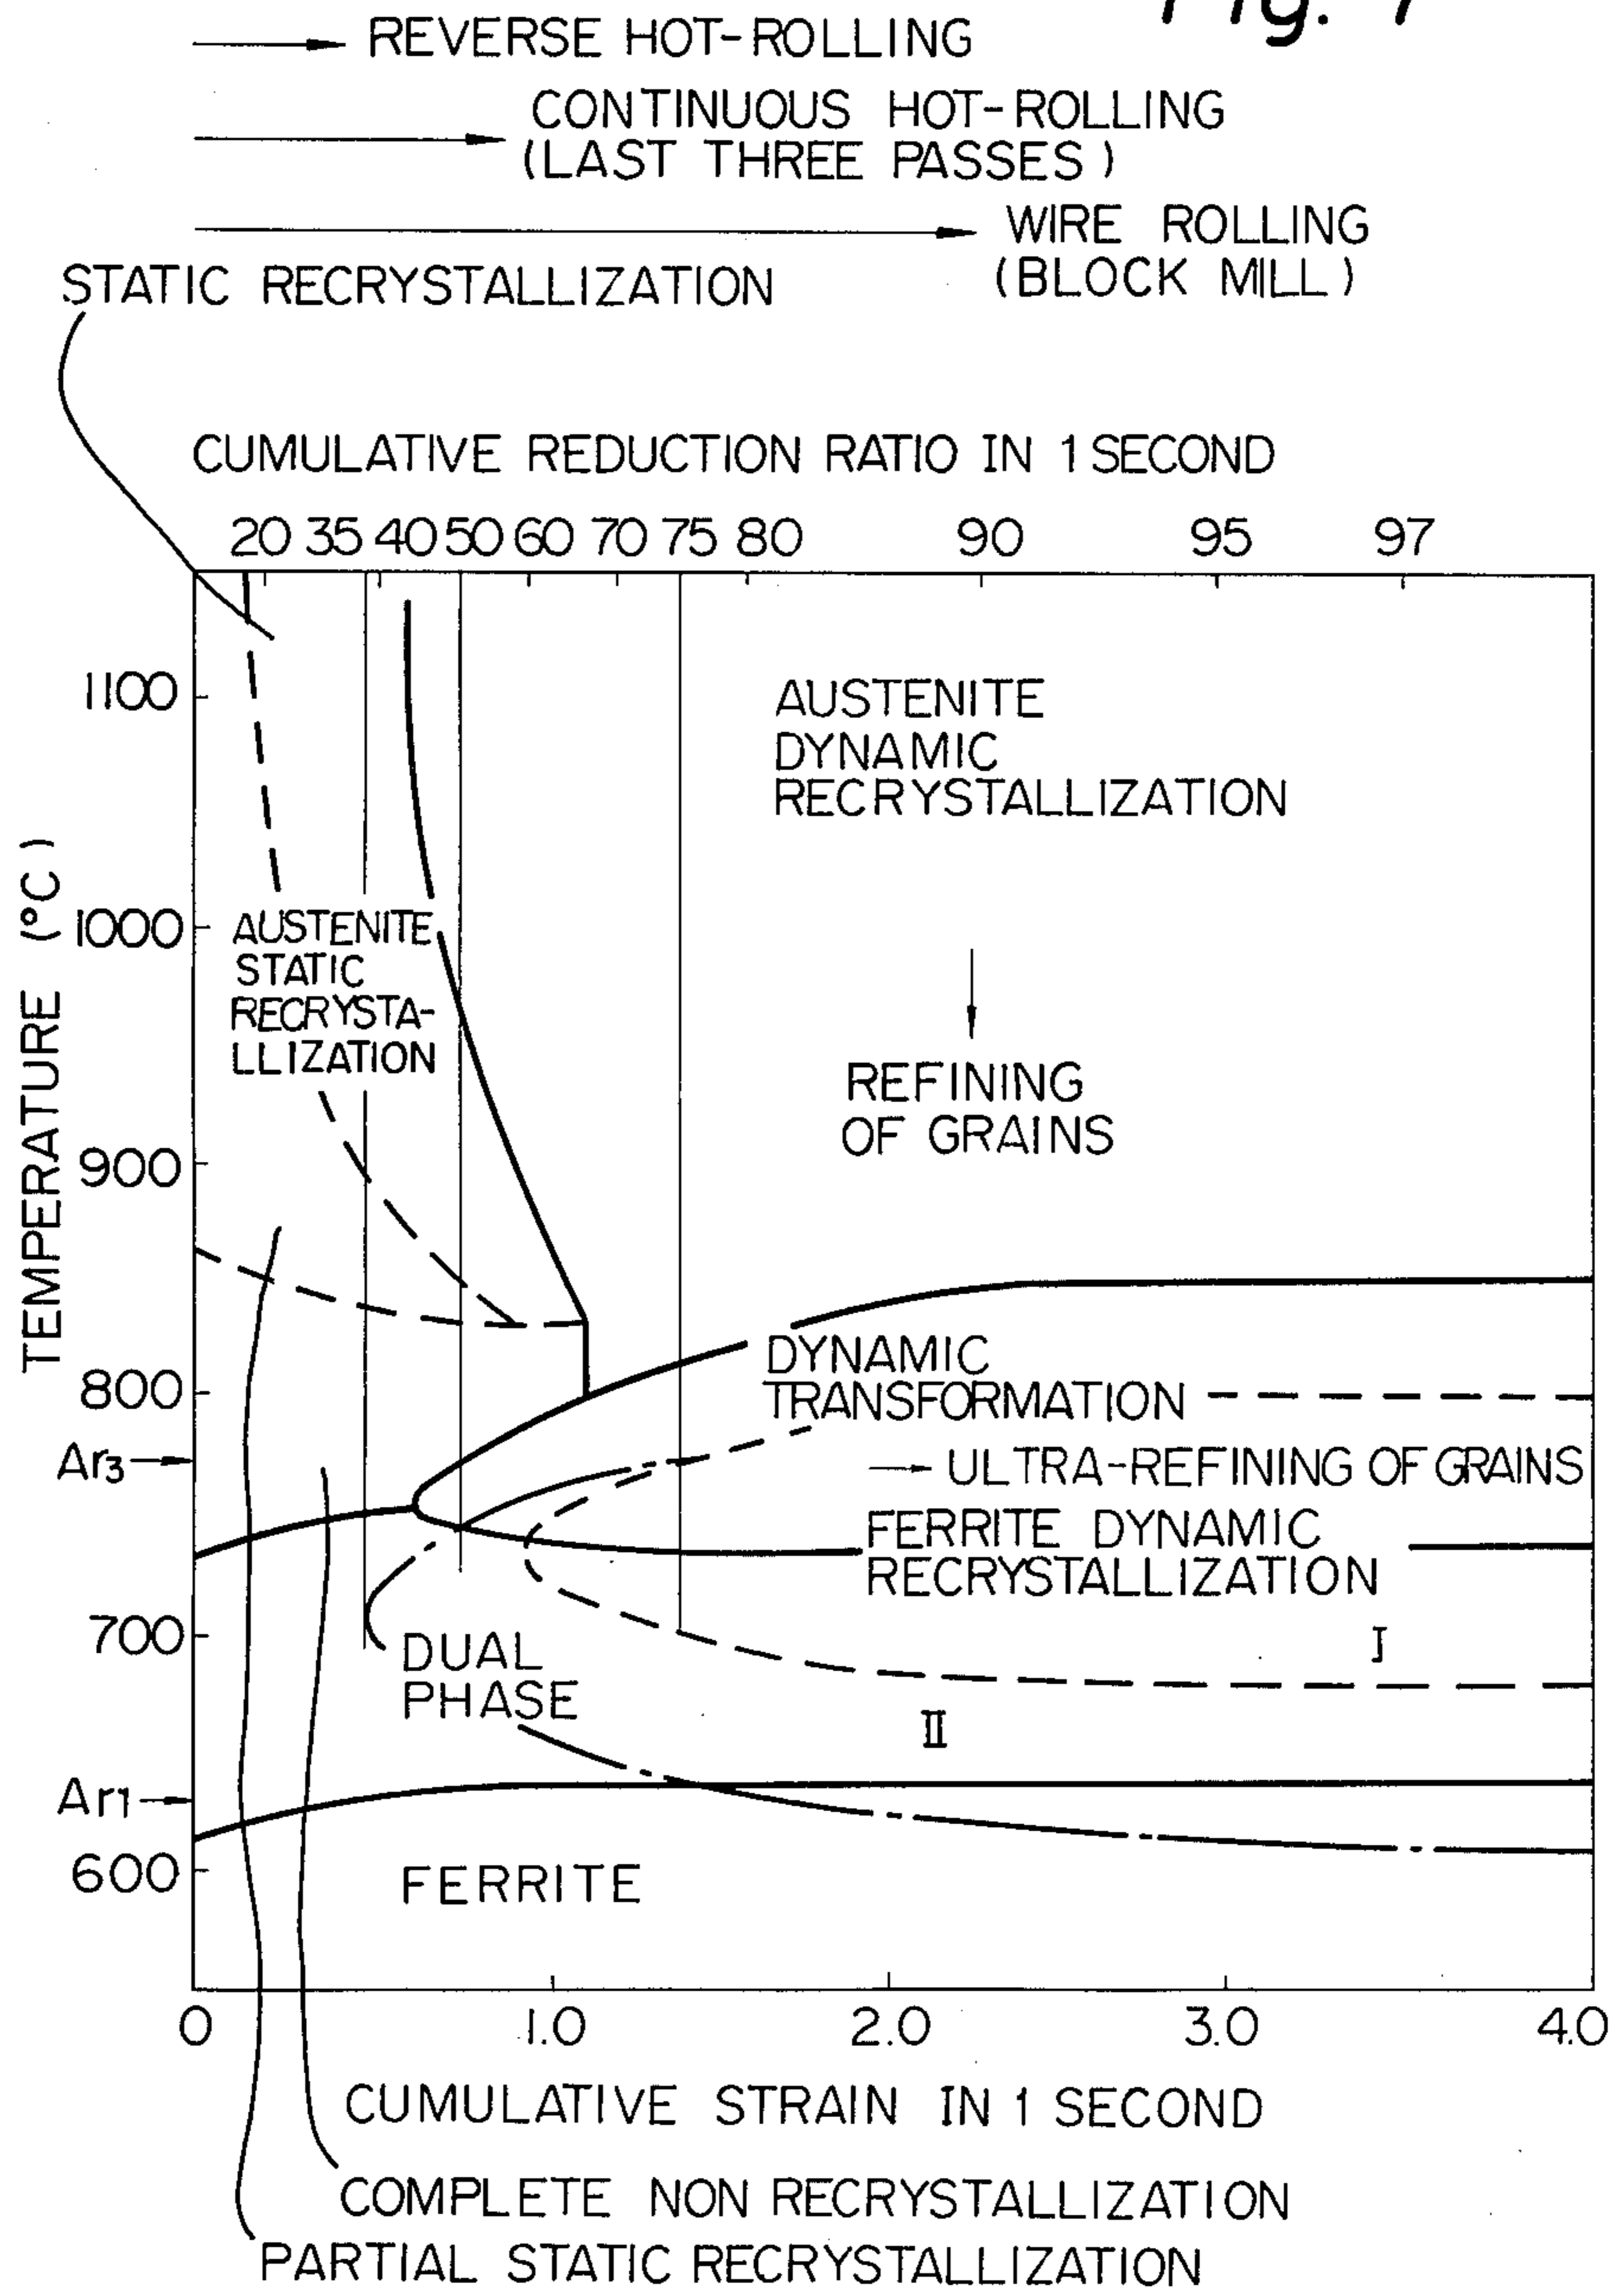 Fig. 7
REVERSE HOT-ROLLING
CONTINUOUS HOT-ROLLING
(LAST THREE PASSES)
WIRE ROLLING
(BLOCK MILL)
STATIC RECRYSTALLIZATION
CUMULATIVE REDUCTION RATIO IN 1 SECOND
20 35 40 50 60 70 75 80 90 95 97
1100
AUSTENITE
DYNAMIC
RECRYSTALLIZATION
1000
AUSTENITE
STATIC
RECRYSTA-
LLIZATION
REFINING
OF GRAINS
900
TEMPERATURE (°C)
DYNAMIC
TRANSFORMATION
800
Ar3
ULTRA-REFINING OF GRAINS
FERRITE DYNAMIC
RECRYSTALLIZATION
700
DUAL
PHASE
I
II
Ar1
600
FERRITE
0 1.0 2.0 3.0 4.0
CUMULATIVE STRAIN IN 1 SECOND
COMPLETE NON RECRYSTALLIZATION
PARTIAL STATIC RECRYSTALLIZATION